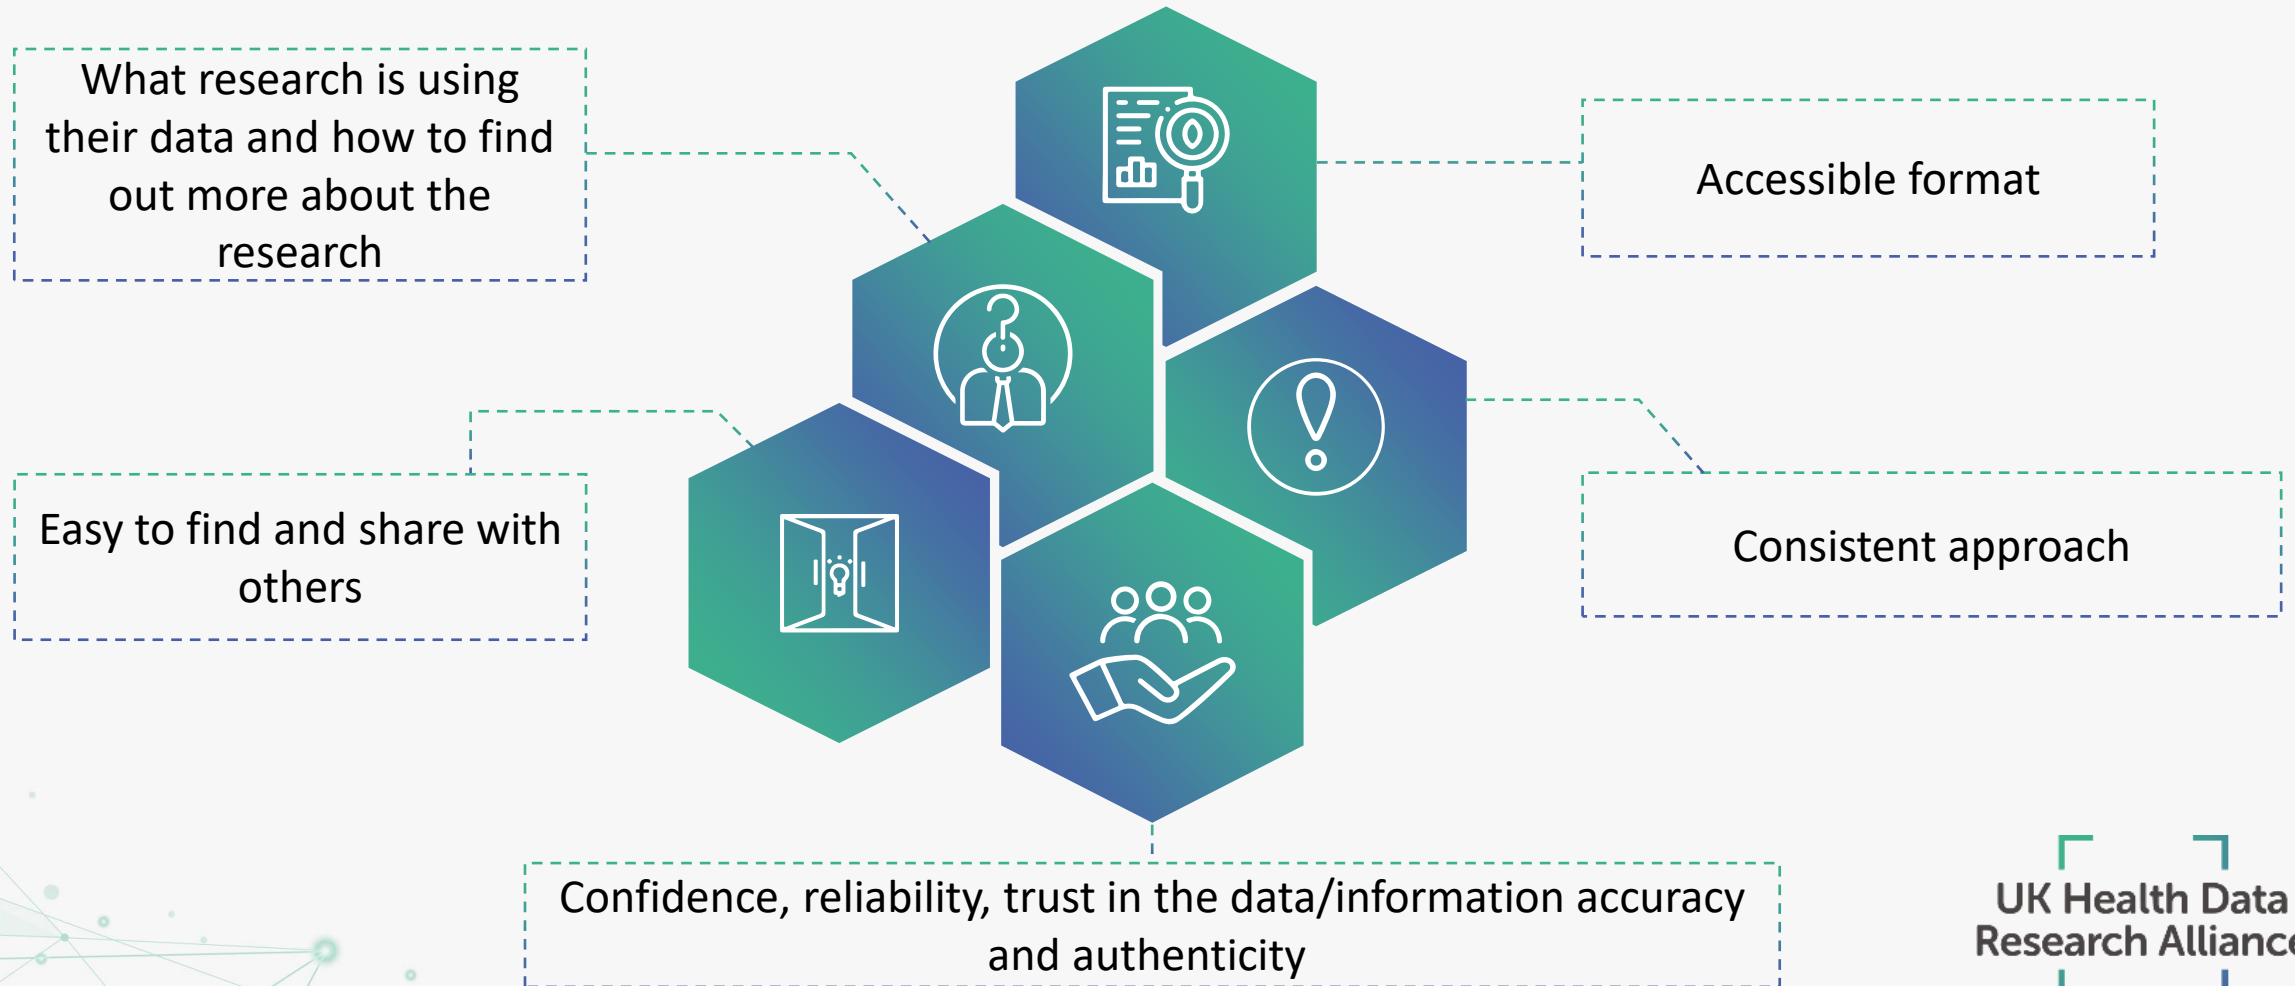 What research is using
their data and how to find
out more about the
research
Accessible format
Easy to find and share with
others
Consistent approach
Confidence, reliability, trust in the data/information accuracy
and authenticity
UK Health Data
Research Alliance